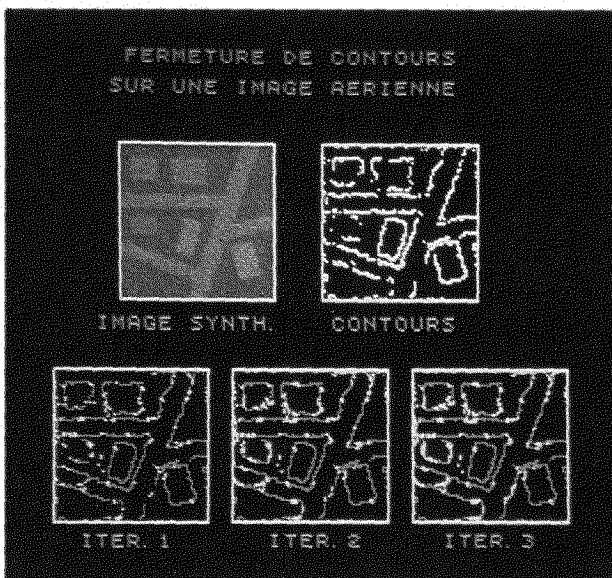 FERMETURE DE CONTOURS
SUR UNE IMAGE AERIENNE
IMAGE SYNTH. CONTOURS
ITER. 1 ITER. 2 ITER. 3